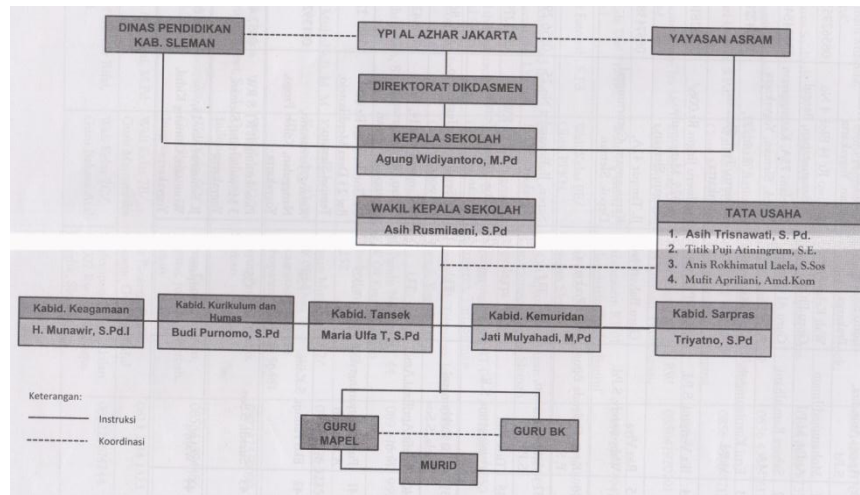 DINAS PENDIDIKAN
KAB. SLEMAN
YPI AL AZHAR JAKARTA
YAYASAN ASRAM
DIREKTORAT DIKDASMEN
KEPALA SEKOLAH
Agung Widiyantoro, M.Pd
WAKIL KEPALA SEKOLAH
Asih Rusmilaeni, S.Pd
TATA USAHA
1. Asih Trisnawati, S. Pd.
2. Titik Puji Atiningrum, S.E.
3. Anis Rokhimatul Laela, S.Sos
4. Mufit Apriliani, Amd.Kom
Kabid. Keagamaan
H. Munawir, S.Pd.I
Kabid. Kurikulum dan
Humas
Budi Purnomo, S.Pd
Kabid. Tansek
Maria Ulfa T, S.Pd
Kabid. Kemuridan
Jati Mulyahadi, M,Pd
Kabid. Sarpras
Triyatno, S.Pd
Keterangan:
Instruksi
Koordinasi
GURU
MAPEL
GURU BK
MURID